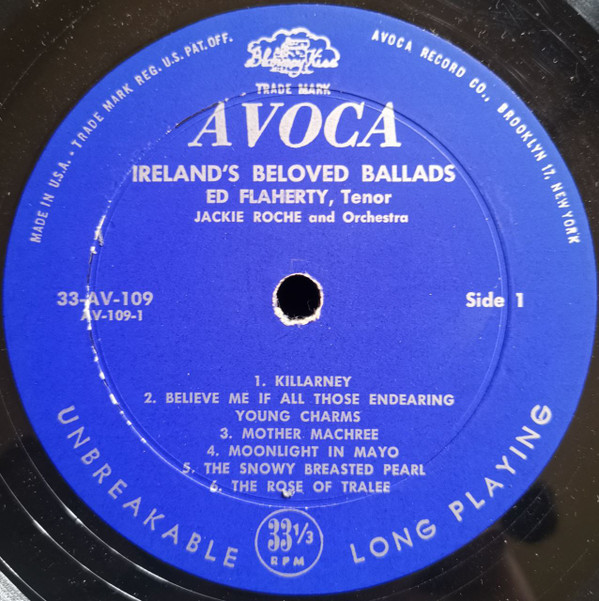 MADE IN U.S.A. - TRADE MARK REG. U.S. PAT. OFF.
Blarney Kiss
TRADE MARK
AVOCA RECORD CO., BROOKLYN 17, NEW YORK
AVOCA
IRELAND'S BELOVED BALLADS
ED FLAHERTY, Tenor
JACKIE ROCHE and Orchestra
33-AV-109
AV-109-1
Side 1
1. KILLARNEY
2. BELIEVE ME IF ALL THOSE ENDEARING
YOUNG CHARMS
3. MOTHER MACHREE
4. MOONLIGHT IN MAYO
5. THE SNOWY BREASTED PEARL
6. THE ROSE OF TRALEE
UNBREAKABLE
33 1/3
RPM
LONG PLAYING